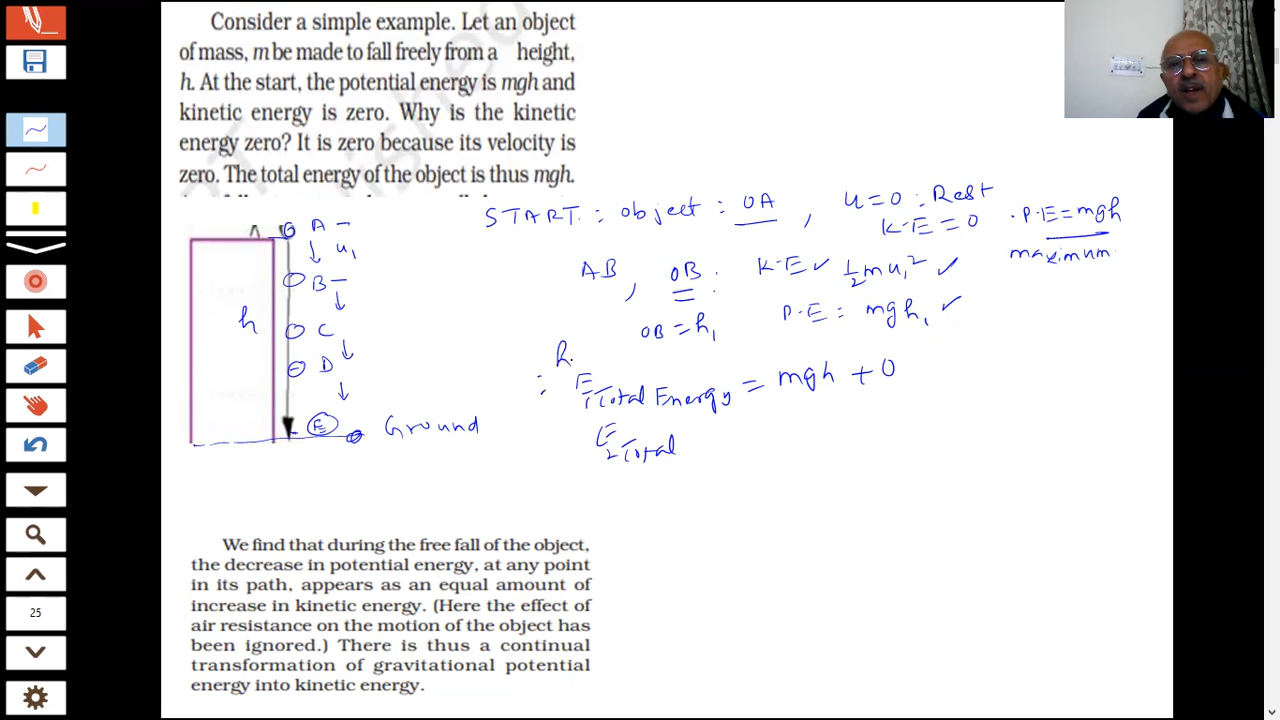 Consider a simple example. Let an object
of mass, m be made to fall freely from a height,
h. At the start, the potential energy is mgh and
kinetic energy is zero. Why is the kinetic
energy zero? It is zero because its velocity is
zero. The total energy of the object is thus mgh.
START : object : OA , u=0 : Rest
K-E=0 . P.E=mgh
maximum
A
u₁
B
C
D
E
h
Ground
AB , OB : K-E✓ ½mu₁² ✓
OB=h₁ P.E : mgh₁ ✓
h.
E₁Total Energy = mgh + 0
E₂Total
We find that during the free fall of the object,
the decrease in potential energy, at any point
in its path, appears as an equal amount of
increase in kinetic energy. (Here the effect of
air resistance on the motion of the object has
been ignored.) There is thus a continual
transformation of gravitational potential
energy into kinetic energy.
25